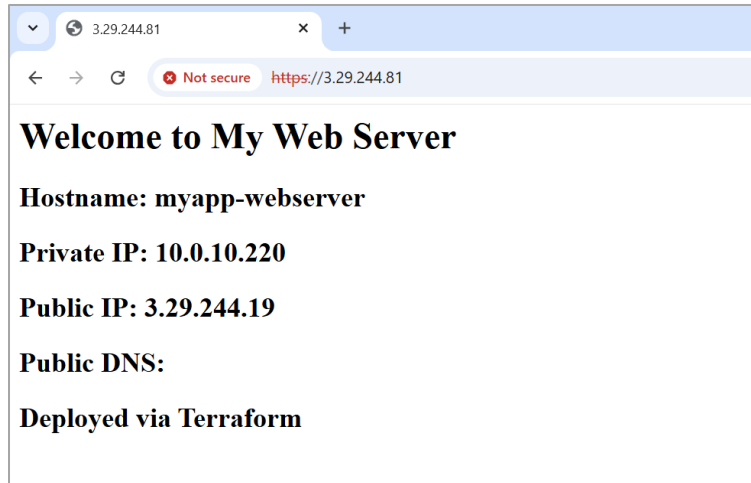 3.29.244.81
Not secure https://3.29.244.81
Welcome to My Web Server
Hostname: myapp-webserver
Private IP: 10.0.10.220
Public IP: 3.29.244.19
Public DNS:
Deployed via Terraform